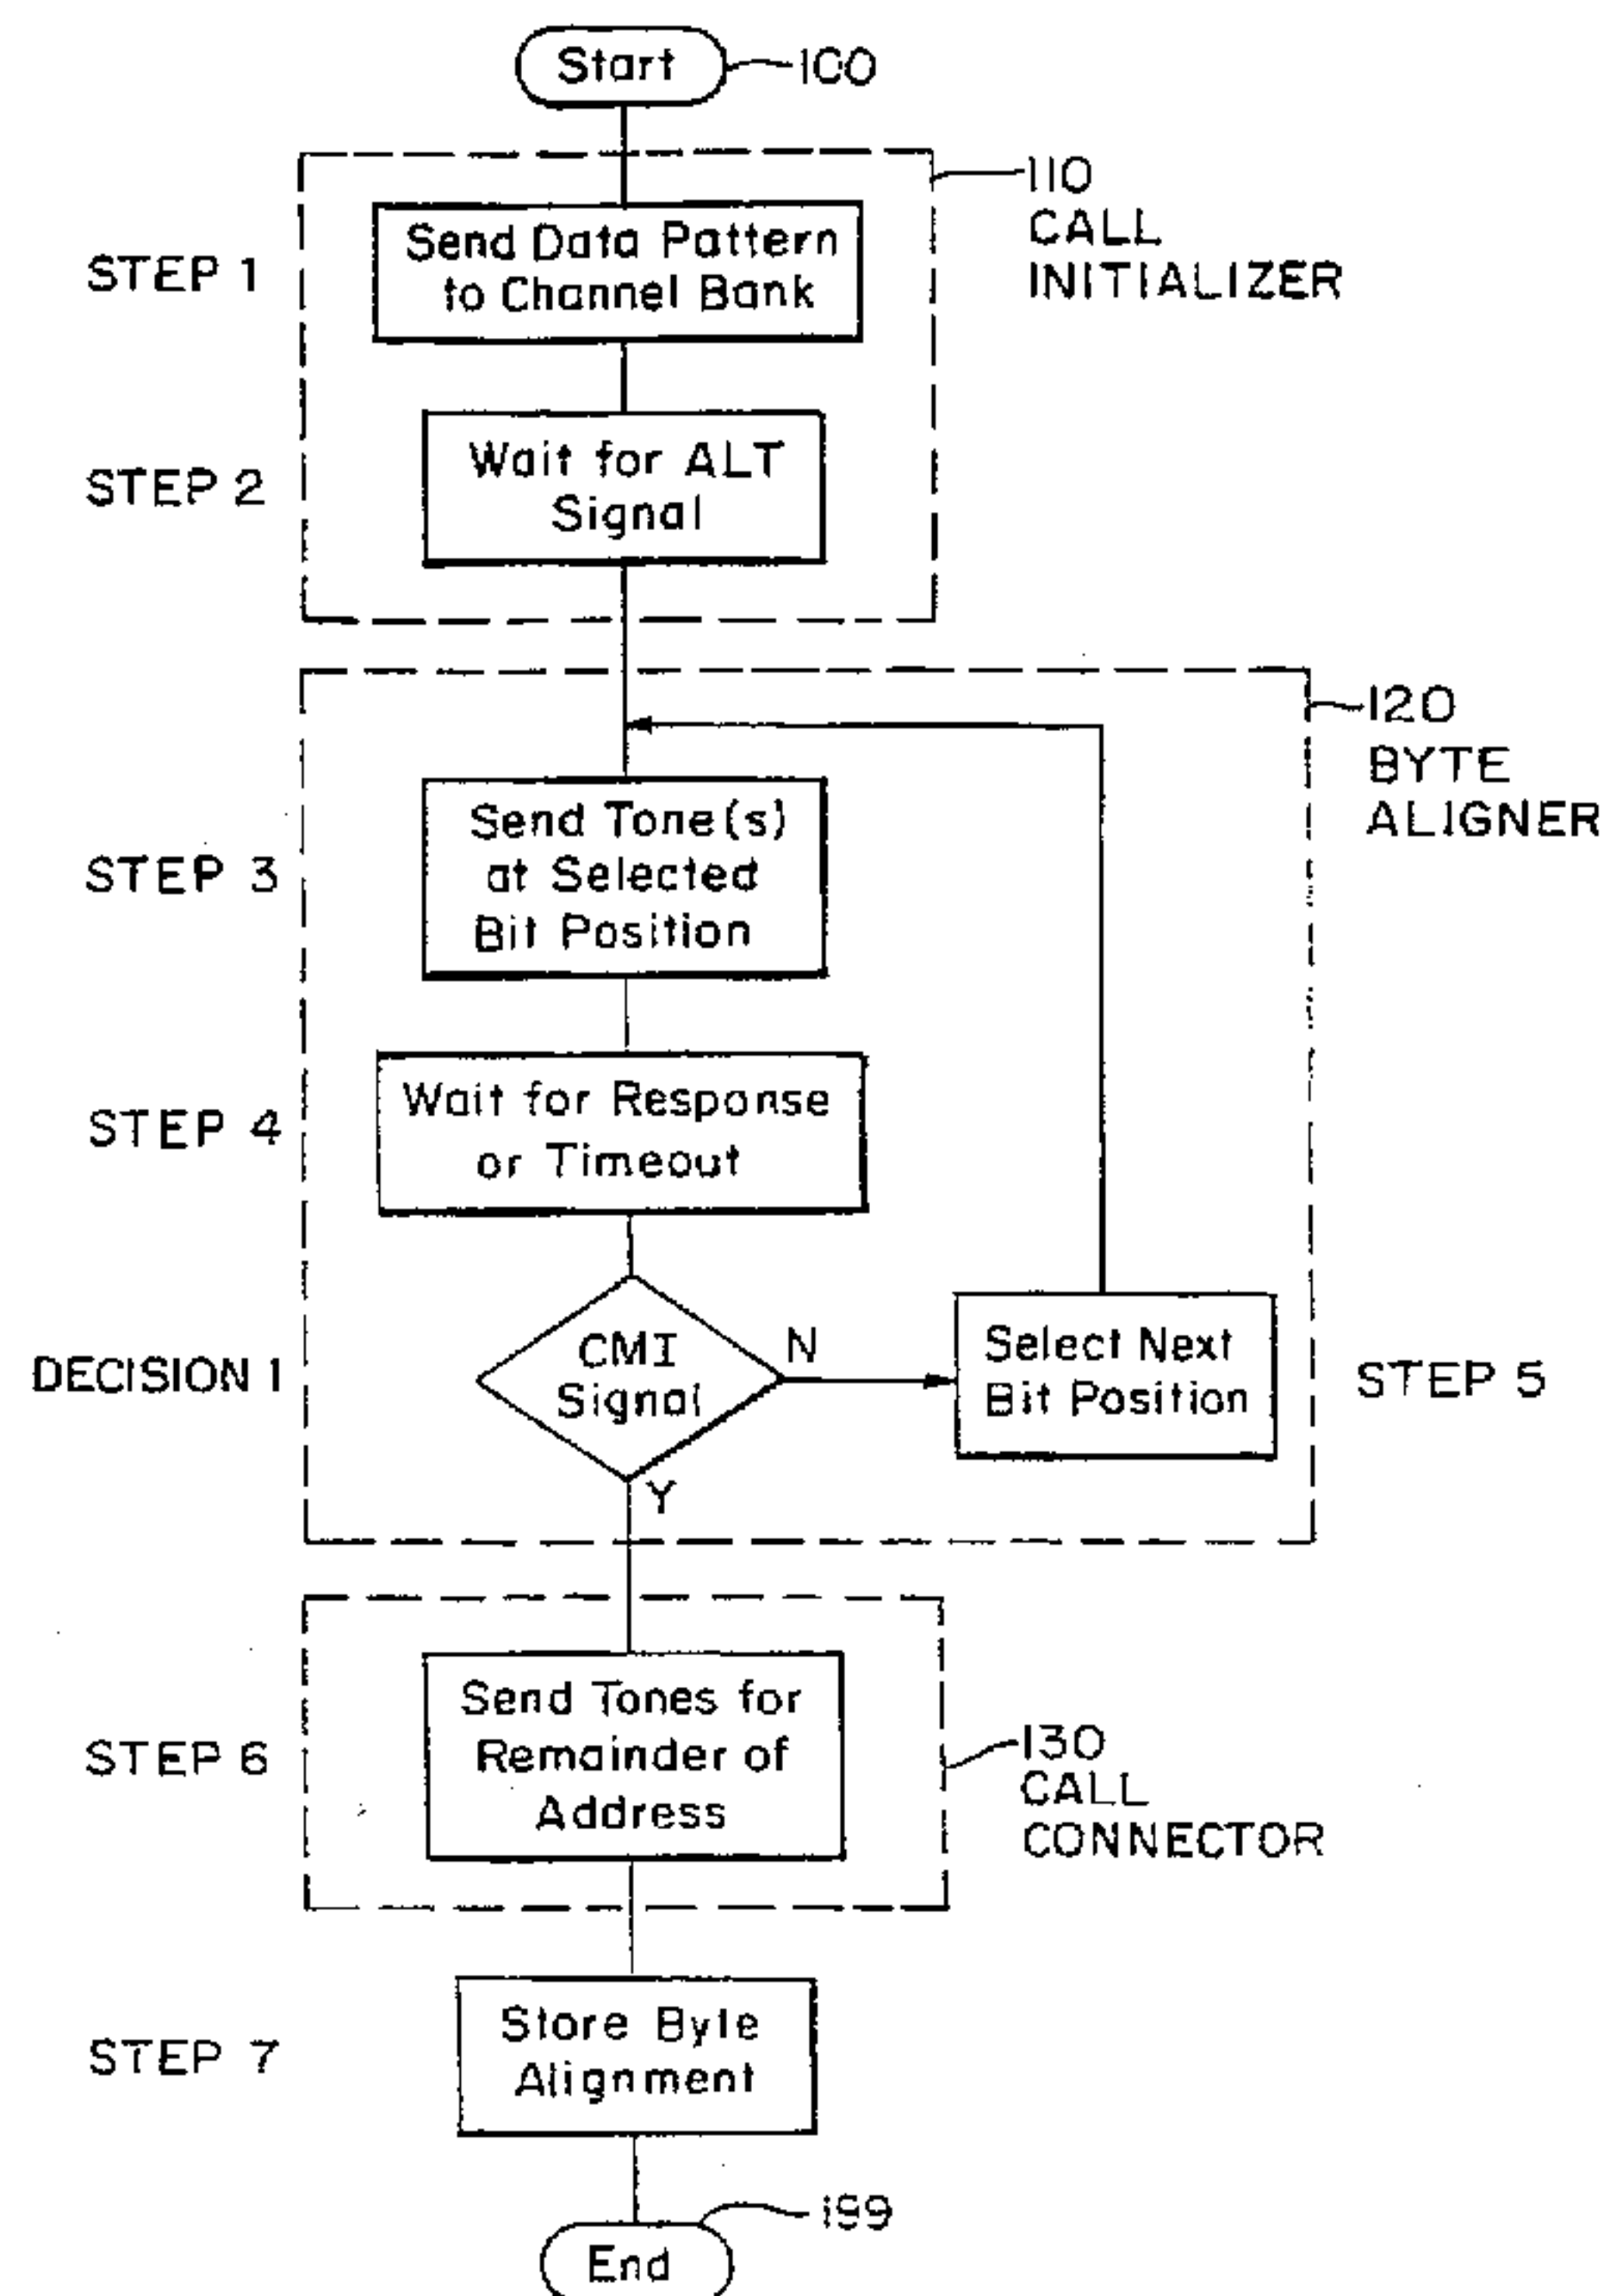 Start
100
110
CALL
INITIALIZER
STEP 1
Send Data Pattern
to Channel Bank
STEP 2
Wait for ALT
Signal
120
BYTE
ALIGNER
STEP 3
Send Tone(s)
at Selected
Bit Position
STEP 4
Wait for Response
or Timeout
DECISION 1
CMI
Signal
N
Y
Select Next
Bit Position
STEP 5
STEP 6
Send Tones for
Remainder of
Address
130
CALL
CONNECTOR
STEP 7
Store Byte
Alignment
199
End